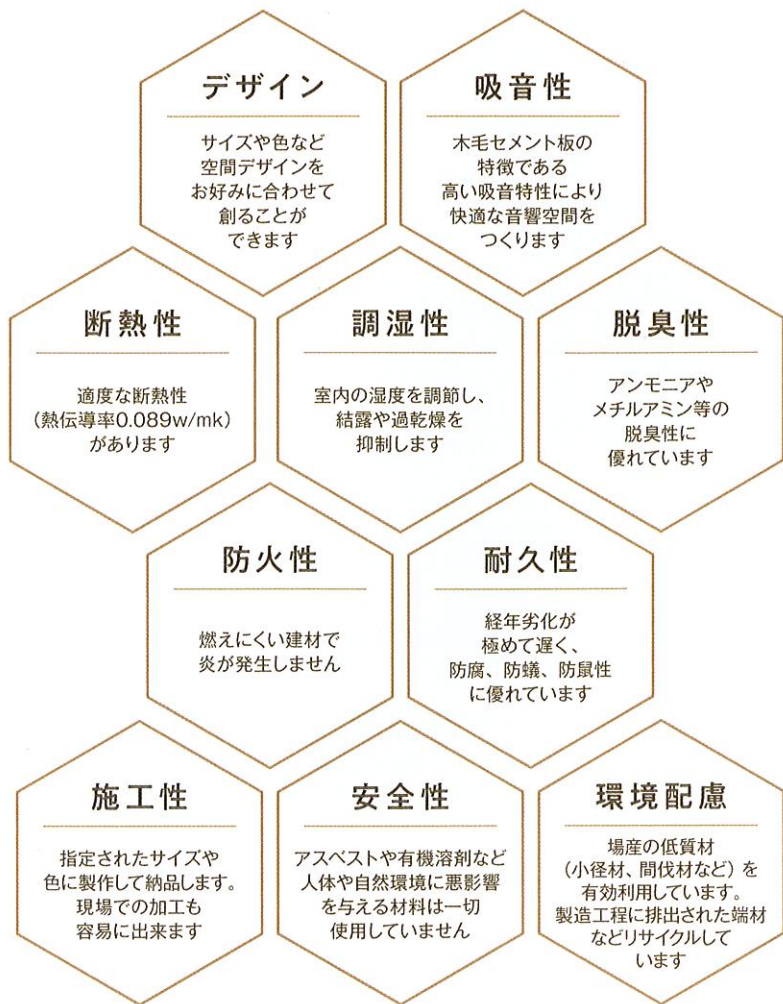 デザイン
サイズや色など
空間デザインを
お好みに合わせて
創ることが
できます
吸音性
木毛セメント板の
特徴である
高い吸音特性により
快適な音響空間を
つくります
断熱性
適度な断熱性
（熱伝導率0.089w/mk）
があります
調湿性
室内の湿度を調節し、
結露や過乾燥を
抑制します
脱臭性
アンモニアや
メチルアミン等の
脱臭性に
優れています
防火性
燃えにくい建材で
炎が発生しません
耐久性
経年劣化が
極めて遅く、
防腐、防蟻、防鼠性
に優れています
施工性
指定されたサイズや
色に製作して納品します。
現場での加工も
容易に出来ます
安全性
アスベストや有機溶剤など
人体や自然環境に悪影響
を与える材料は一切
使用していません
環境配慮
場産の低質材
（小径材、間伐材など）を
有効利用しています。
製造工程に排出された端材
などリサイクルして
います